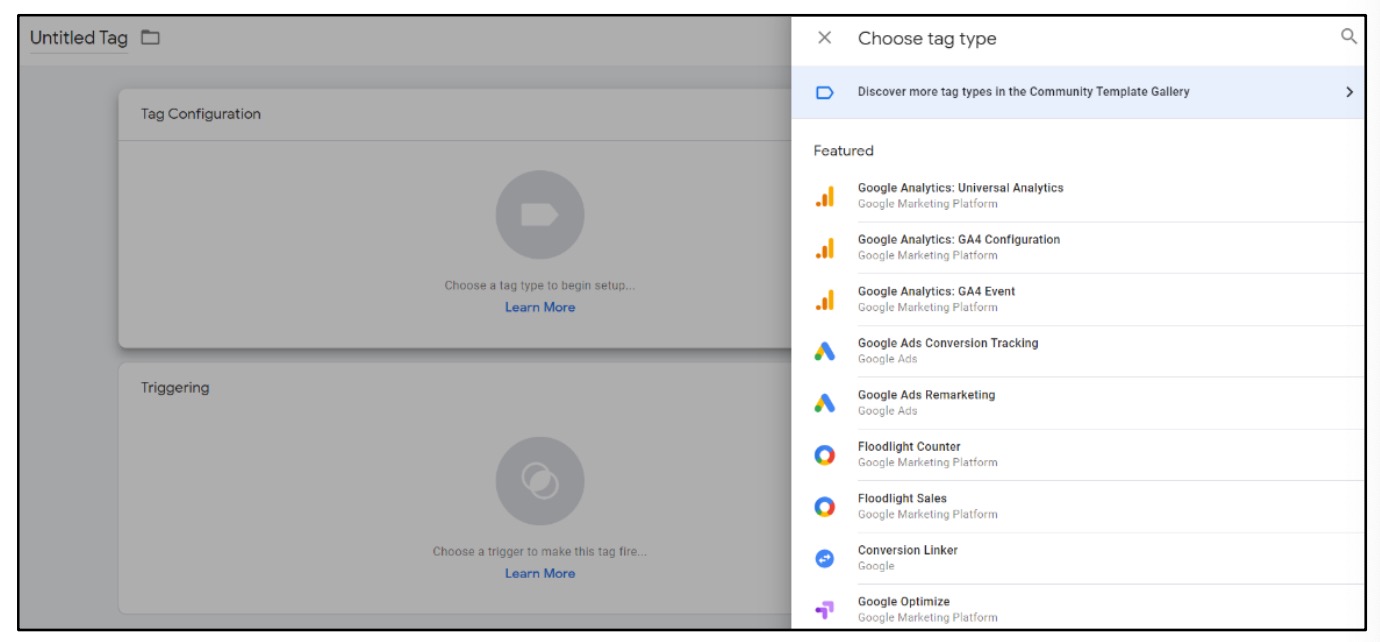 Untitled Tag
Tag Configuration
Choose a tag type to begin setup...
Learn More
Triggering
Choose a trigger to make this tag fire...
Learn More
Choose tag type
Discover more tag types in the Community Template Gallery
Featured
Google Analytics: Universal Analytics
Google Marketing Platform
Google Analytics: GA4 Configuration
Google Marketing Platform
Google Analytics: GA4 Event
Google Marketing Platform
Google Ads Conversion Tracking
Google Ads
Google Ads Remarketing
Google Ads
Floodlight Counter
Google Marketing Platform
Floodlight Sales
Google Marketing Platform
Conversion Linker
Google
Google Optimize
Google Marketing Platform